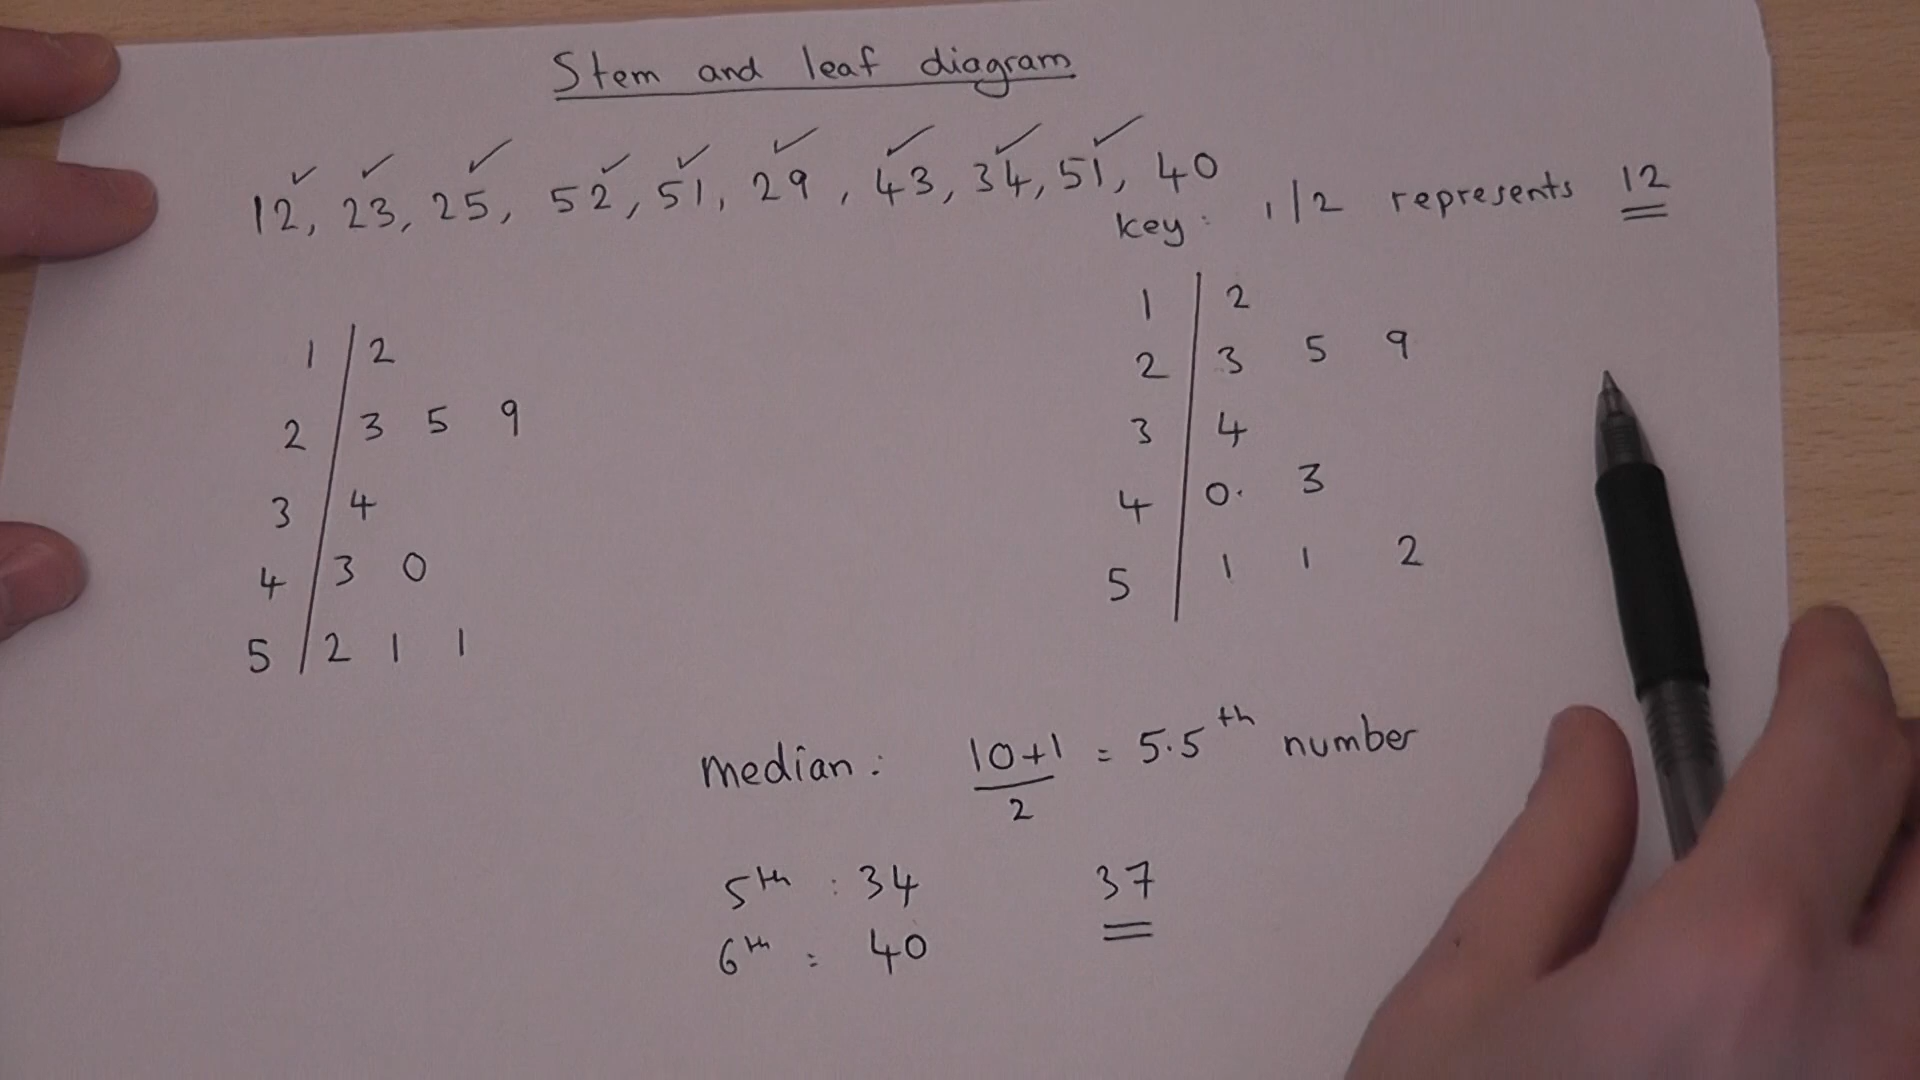 Stem and leaf diagram
12, 23, 25, 52, 51, 29, 43, 34, 51, 40
key: 1/2 represents 12
1 | 2
2 | 3 5 9
3 | 4
4 | 3 0
5 | 2 1 1
1 | 2
2 | 3 5 9
3 | 4
4 | 0. 3
5 | 1 1 2
Median: 10+1 = 5.5th number
2
5th : 34 37
6th : 40